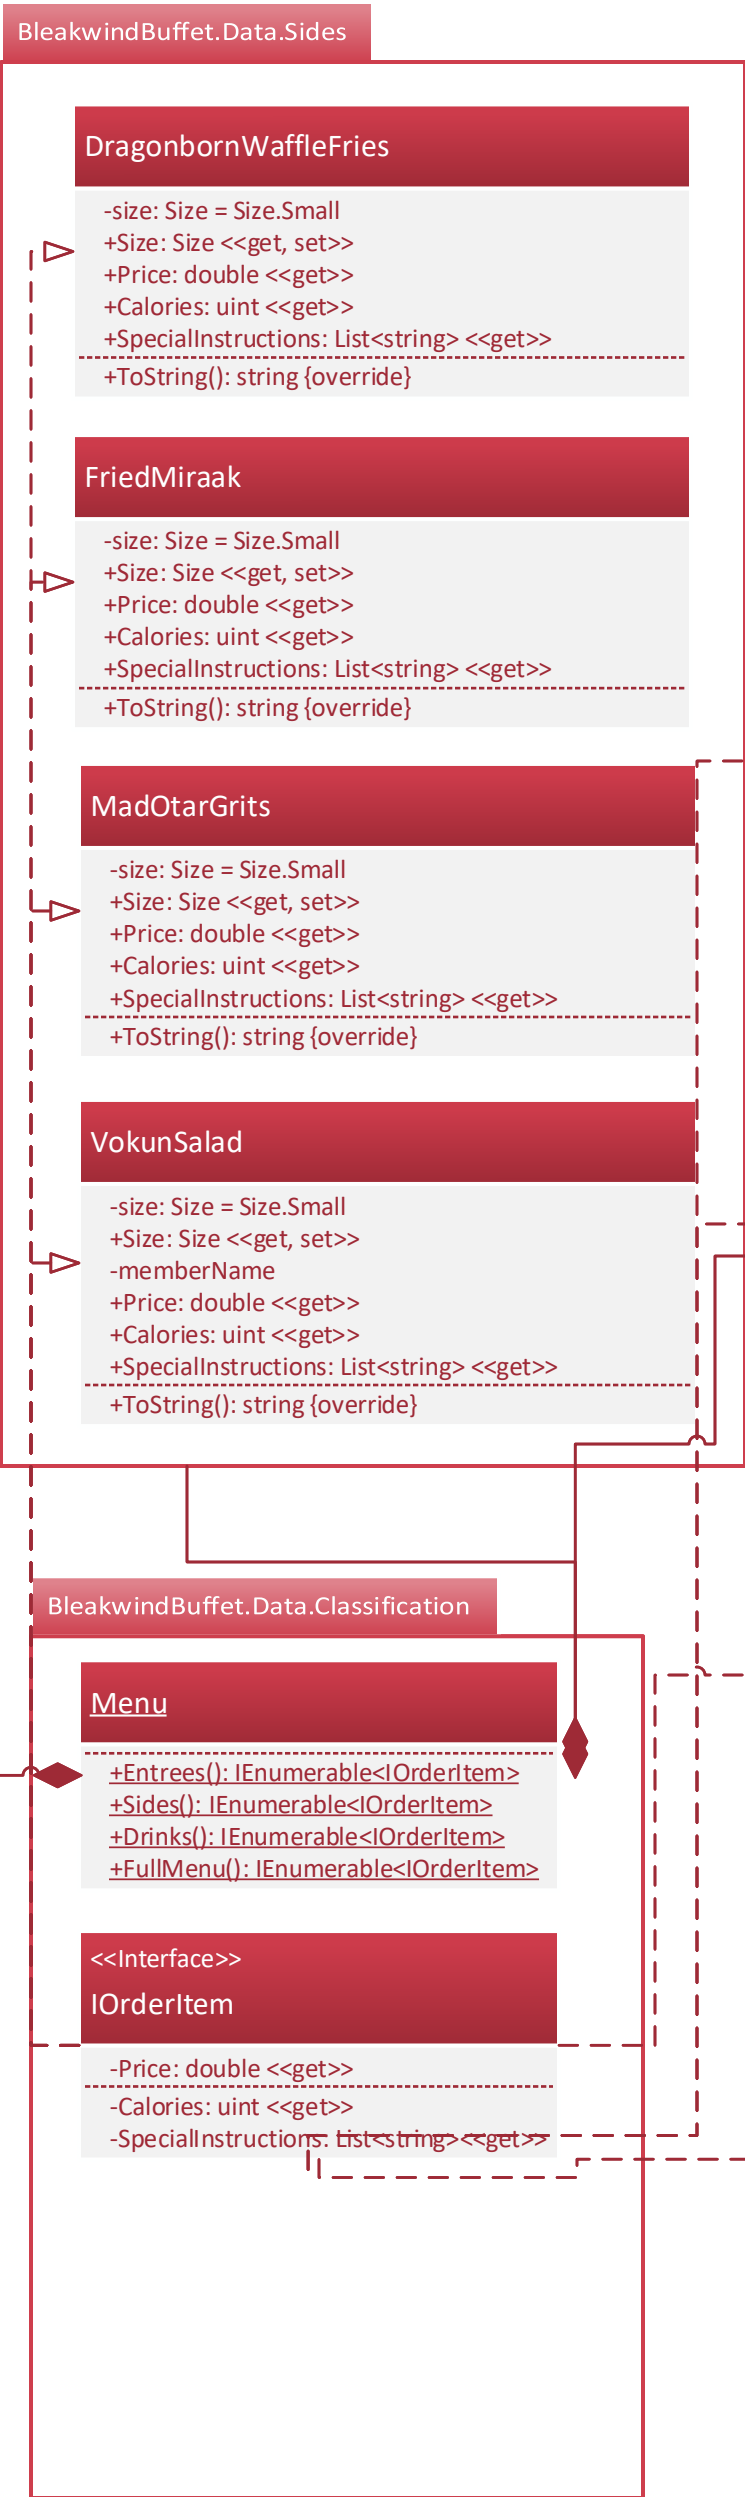 BleakwindBuffet.Data.Sides
DragonbornWaffleFries
-size: Size = Size.Small
+Size: Size <<get, set>>
+Price: double <<get>>
+Calories: uint <<get>>
+SpecialInstructions: List<string> <<get>>
+ToString(): string {override}
FriedMiraak
-size: Size = Size.Small
+Size: Size <<get, set>>
+Price: double <<get>>
+Calories: uint <<get>>
+SpecialInstructions: List<string> <<get>>
+ToString(): string {override}
MadOtarGrits
-size: Size = Size.Small
+Size: Size <<get, set>>
+Price: double <<get>>
+Calories: uint <<get>>
+SpecialInstructions: List<string> <<get>>
+ToString(): string {override}
VokunSalad
-size: Size = Size.Small
+Size: Size <<get, set>>
-memberName
+Price: double <<get>>
+Calories: uint <<get>>
+SpecialInstructions: List<string> <<get>>
+ToString(): string {override}
BleakwindBuffet.Data.Classification
Menu
+Entrees(): IEnumerable<IOrderItem>
+Sides(): IEnumerable<IOrderItem>
+Drinks(): IEnumerable<IOrderItem>
+FullMenu(): IEnumerable<IOrderItem>
<<Interface>>
IOrderItem
-Price: double <<get>>
-Calories: uint <<get>>
-SpecialInstructions: List<string><<get>>